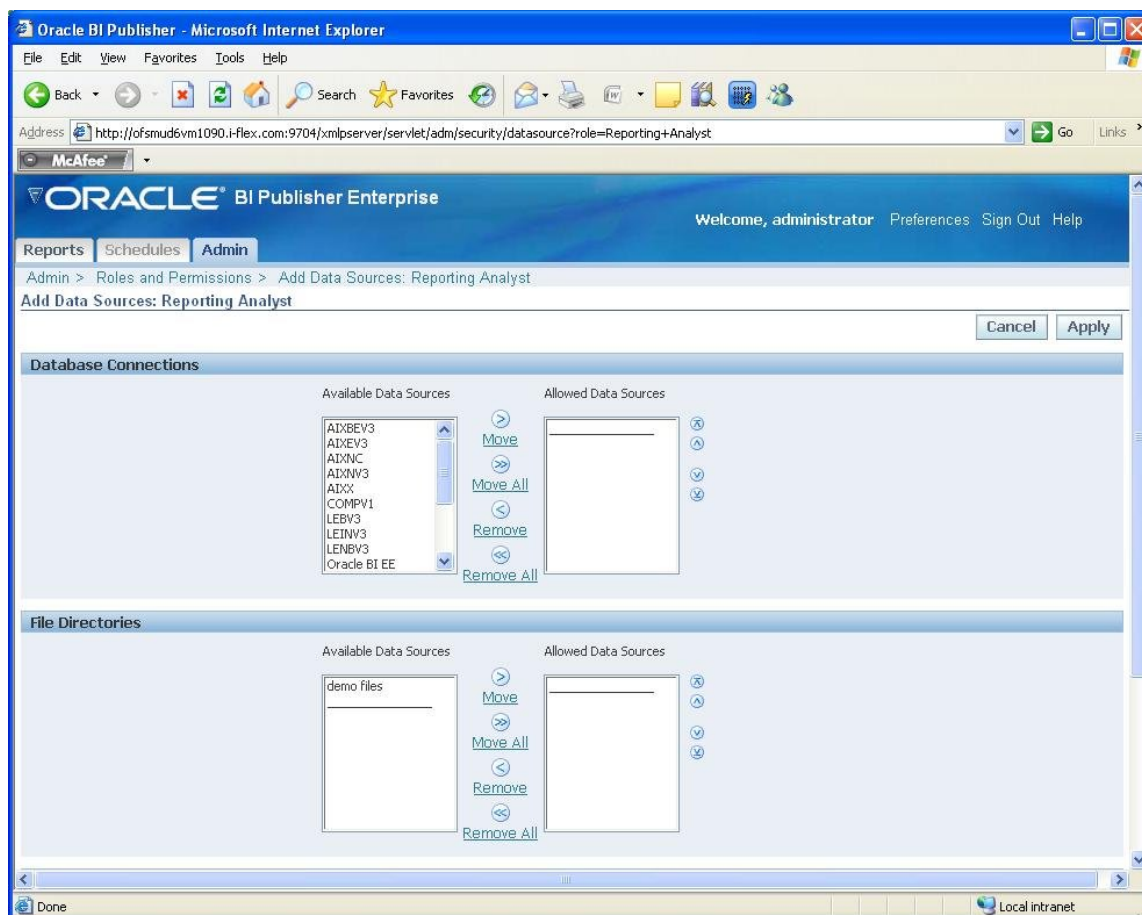 Oracle BI Publisher - Microsoft Internet Explorer
File Edit View Favorites Tools Help
Back Search Favorites
Address http://ofsmud6vm1090.i-flex.com:9704/xmlpserver/servlet/adm/security/datasource?role=Reporting+Analyst Go Links »
McAfee
ORACLE BI Publisher Enterprise
Welcome, administrator Preferences Sign Out Help
Reports Schedules Admin
Admin > Roles and Permissions > Add Data Sources: Reporting Analyst
Add Data Sources: Reporting Analyst
Cancel Apply
Database Connections
Available Data Sources Allowed Data Sources
AIXBEV3
AIXEV3
AIXNC
AIXNV3
AIXX
COMPV1
LEBV3
LEINV3
LENBV3
Oracle BI EE
Move
Move All
Remove
Remove All
File Directories
Available Data Sources Allowed Data Sources
demo files
Move
Move All
Remove
Remove All
Done Local intranet